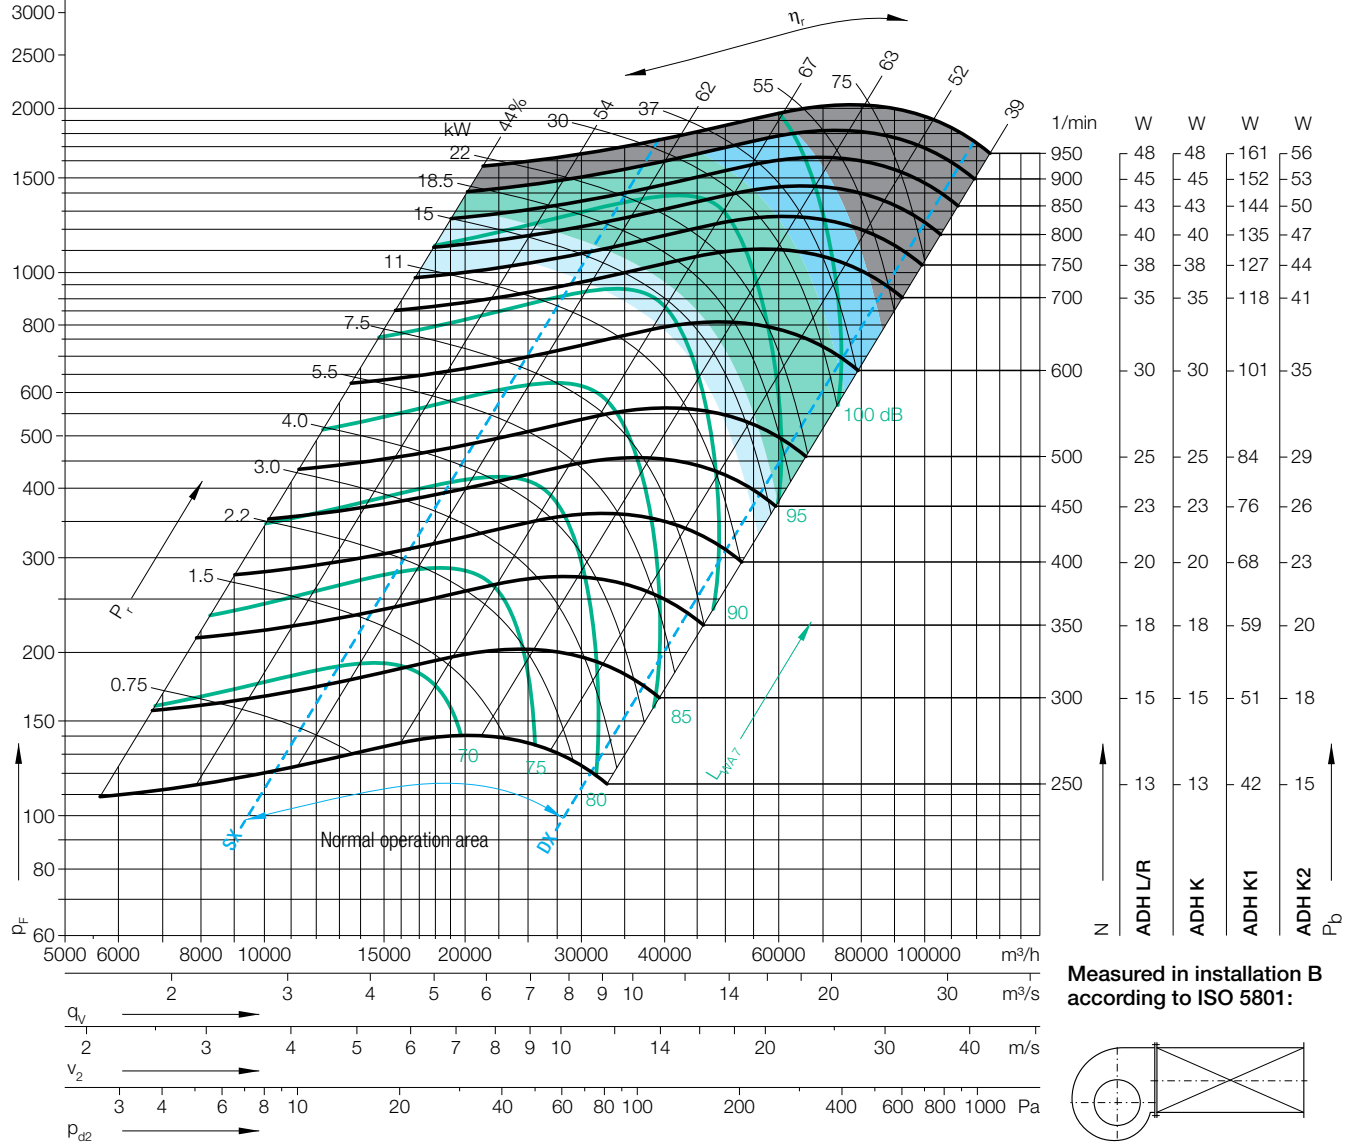 3000
2500
2000
1500
1000
800
600
500
400
300
200
150
100
80
60
p_F
P_r
η_r
kW
44%
54
62
67
63
52
39
22
30
37
55
75
18.5
15
11
7.5
5.5
4.0
3.0
2.2
1.5
0.75
70
75
80
85
90
95
100 dB
L_WA7
SX
DX
Normal operation area
5000 6000 8000 10000 15000 20000 30000 40000 60000 80000 100000 m³/h
2 3 4 5 6 7 8 9 10 14 20 30 m³/s
q_V
2 3 4 5 6 7 8 9 10 14 20 30 40 m/s
v_2
3 4 6 8 10 20 40 60 80 100 200 400 600 800 1000 Pa
p_d2
1/min W W W W
950 48 48 161 56
900 45 45 152 53
850 43 43 144 50
800 40 40 135 47
750 38 38 127 44
700 35 35 118 41
600 30 30 101 35
500 25 25 84 29
450 23 23 76 26
400 20 20 68 23
350 18 18 59 20
300 15 15 51 18
250 13 13 42 15
N
ADH L/R
ADH K
ADH K1
ADH K2
P_b
Measured in installation B
according to ISO 5801: